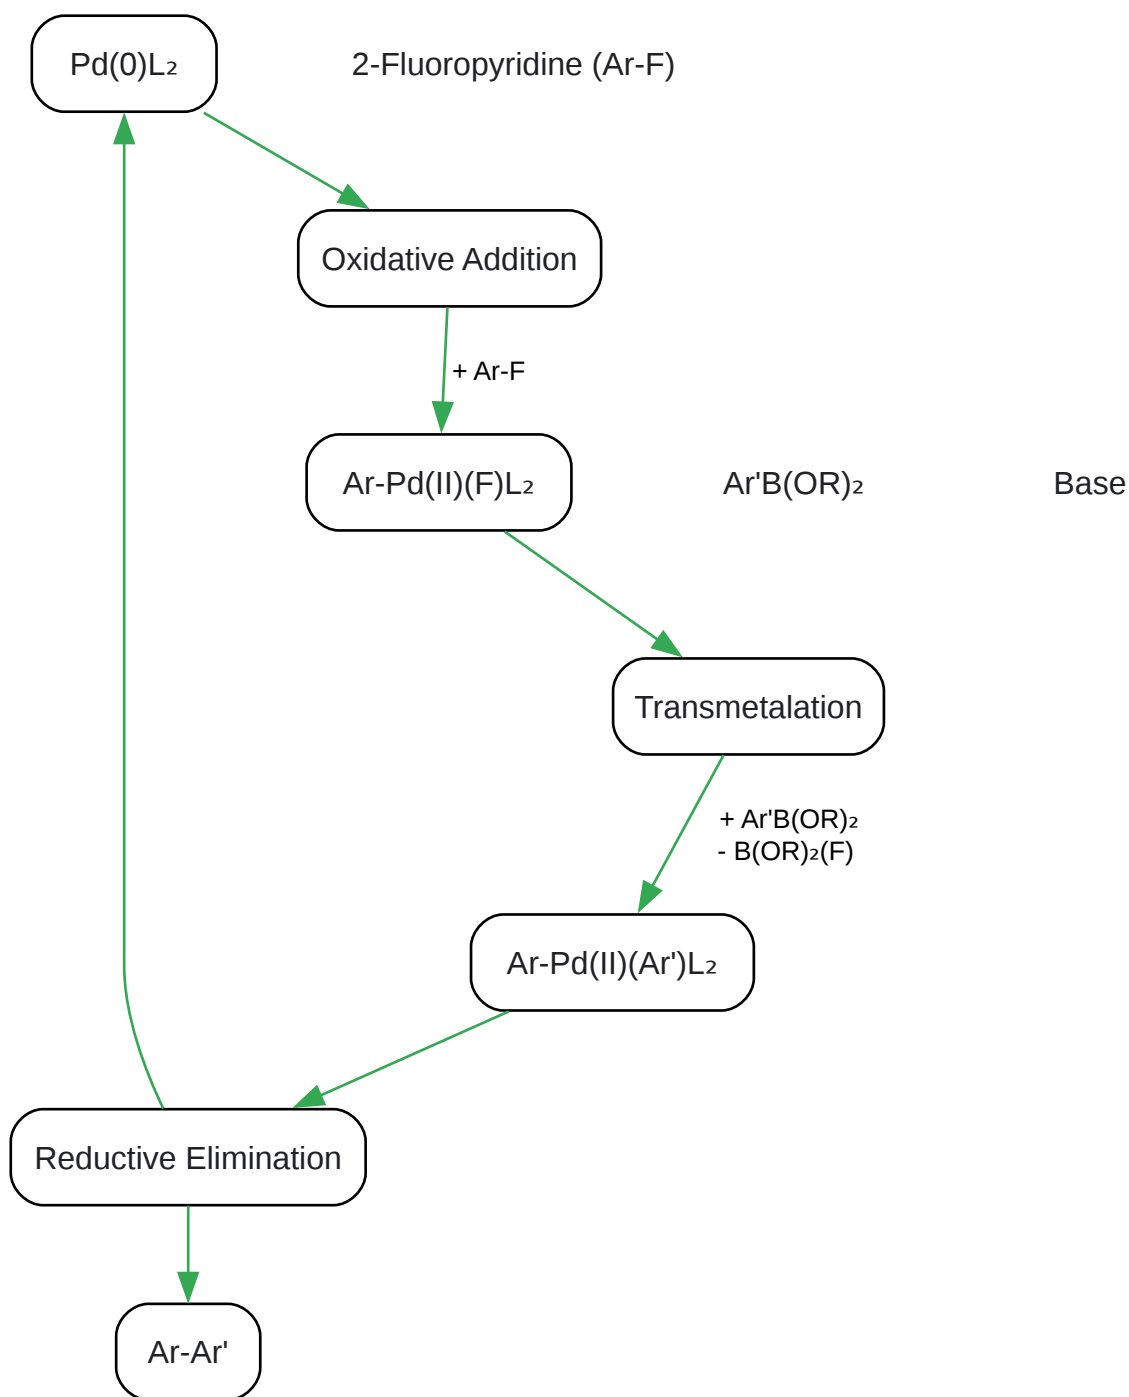 Pd(0)L₂
2-Fluoropyridine (Ar-F)
Oxidative Addition
+ Ar-F
Ar-Pd(II)(F)L₂
Ar'B(OR)₂
Base
Transmetalation
+ Ar'B(OR)₂
- B(OR)₂(F)
Ar-Pd(II)(Ar')L₂
Reductive Elimination
Ar-Ar'